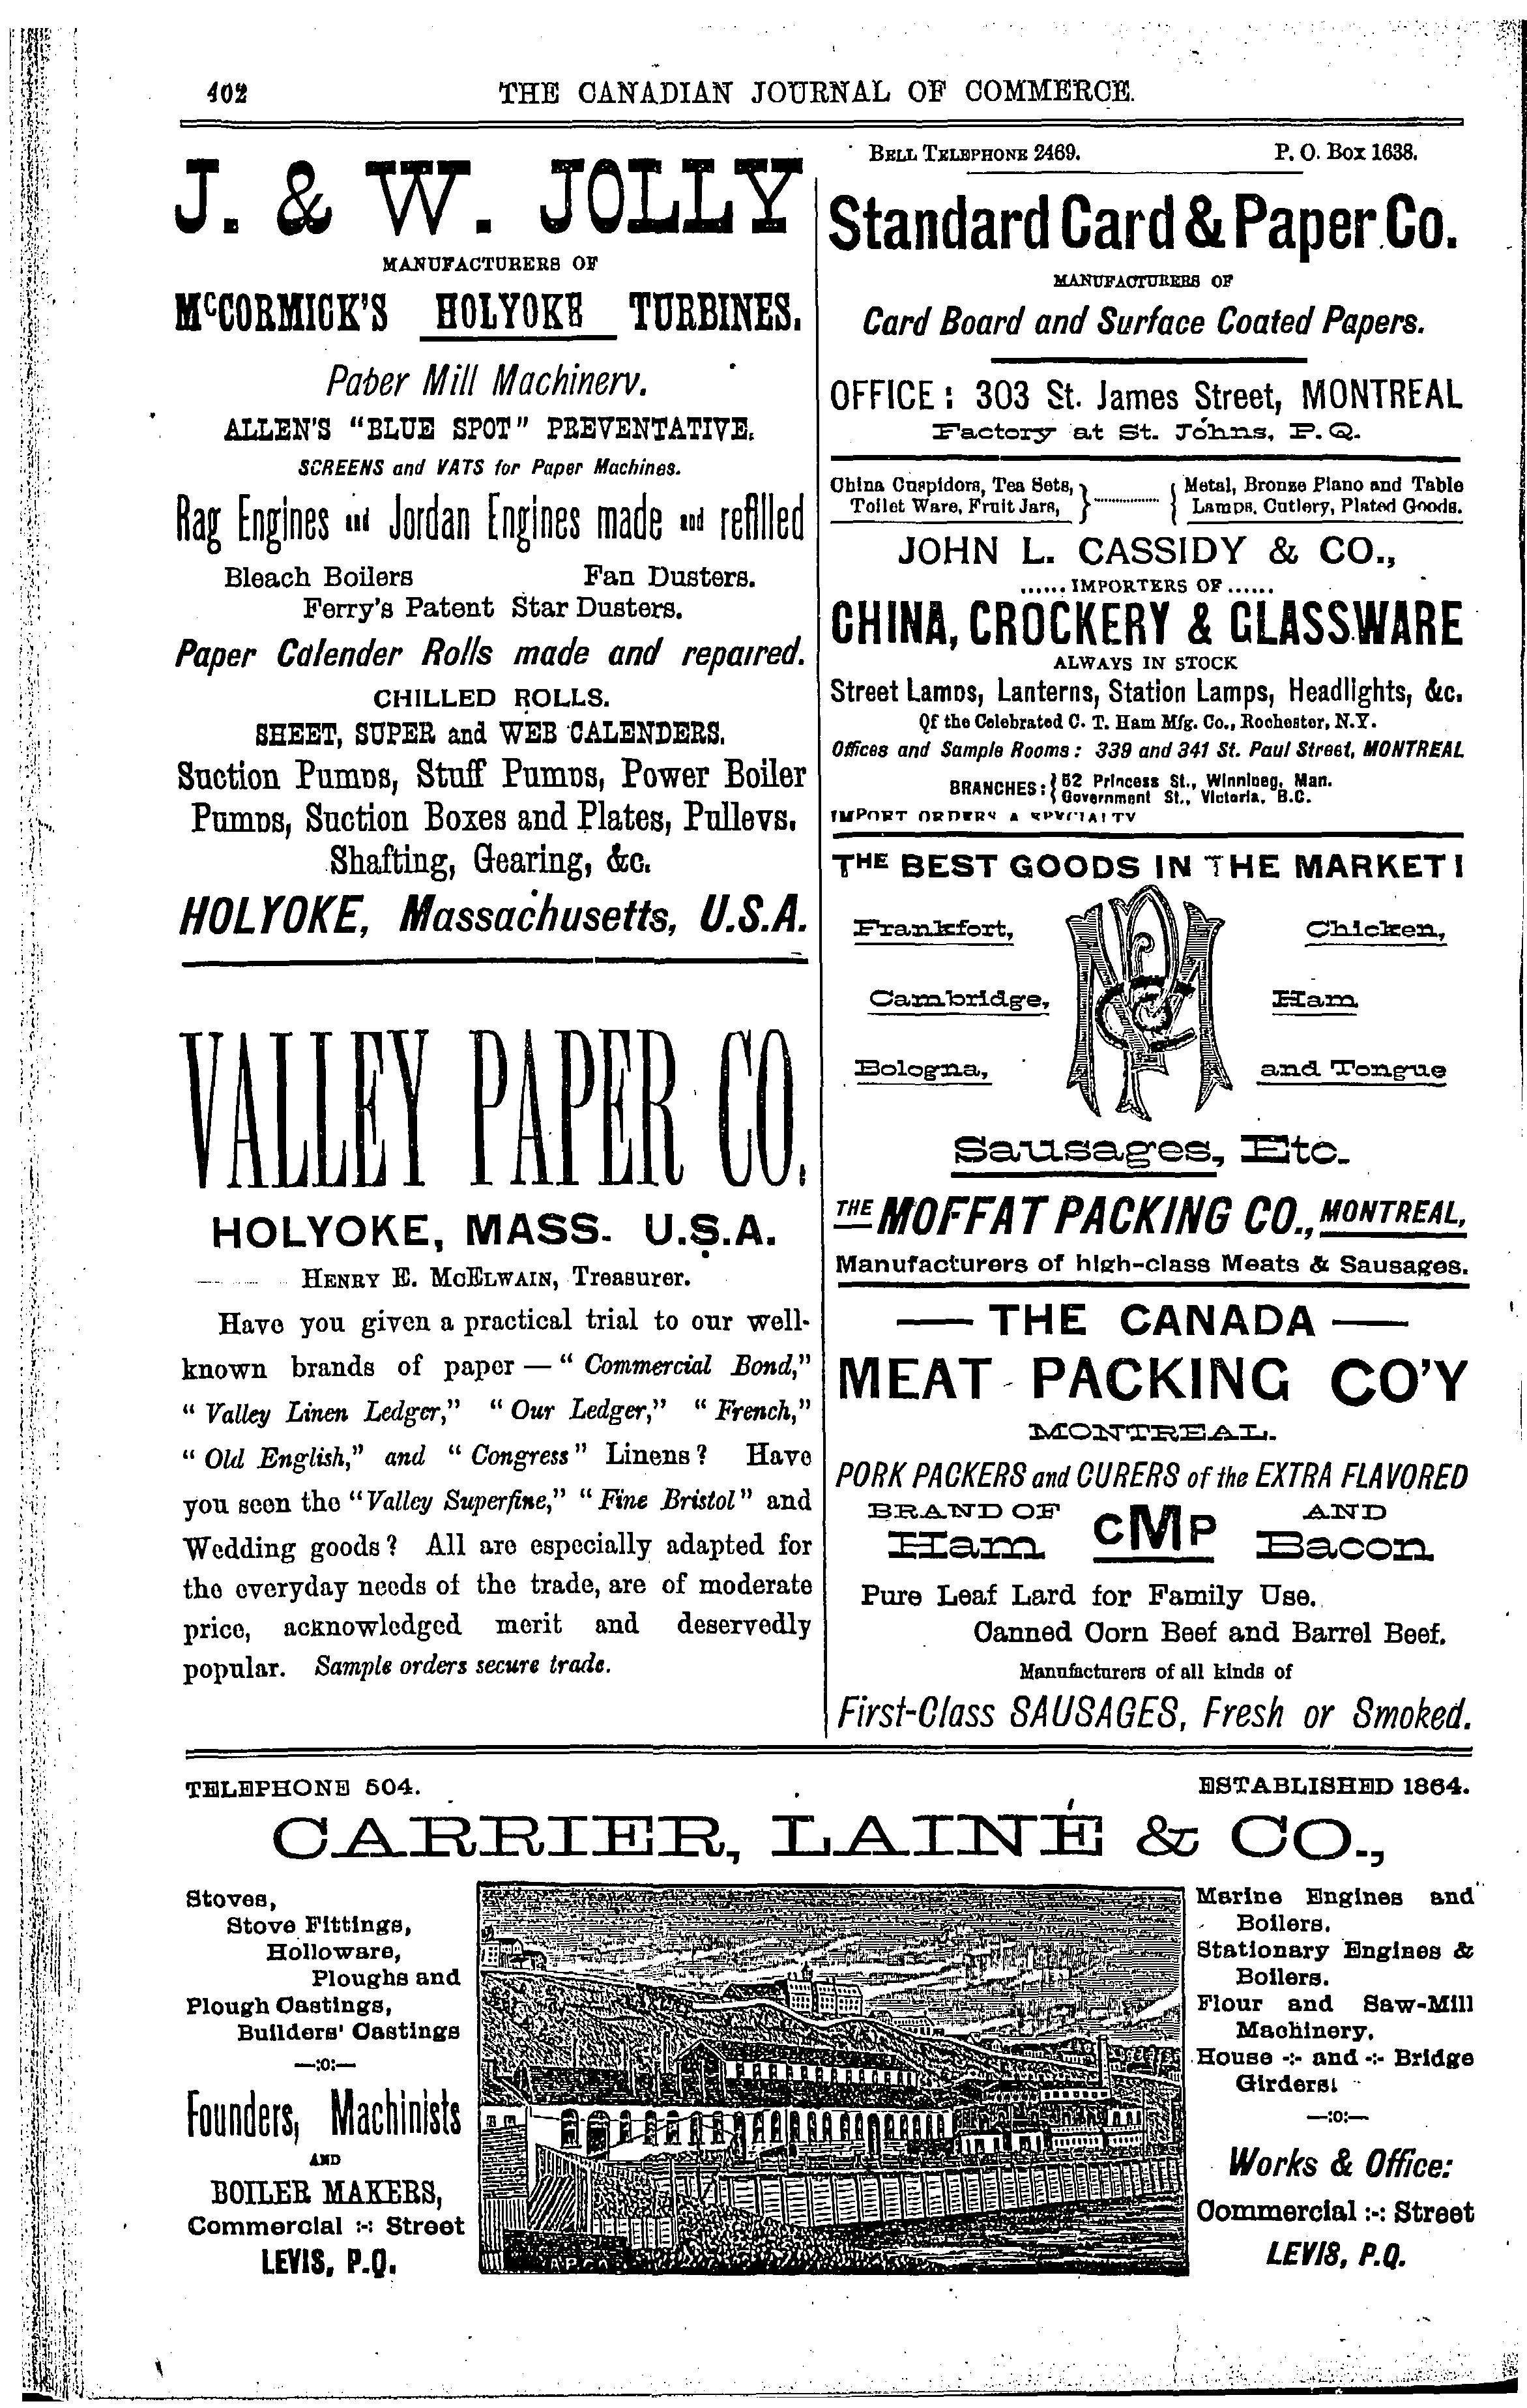 402
THE CANADIAN JOURNAL OF COMMERCE.
J. & W. JOLLY
MANUFACTURERS OF
McCORMICK'S HOLYOKE TURBINES.
Paper Mill Machinery.
ALLEN'S "BLUE SPOT" PREVENTATIVE.
SCREENS and VATS for Paper Machines.
Rag Engines and Jordan Engines made and refilled
Bleach Boilers Fan Dusters.
Ferry's Patent Star Dusters.
Paper Calender Rolls made and repaired.
CHILLED ROLLS.
SHEET, SUPER and WEB CALENDERS.
Suction Pumps, Stuff Pumps, Power Boiler
Pumps, Suction Boxes and Plates, Pulleys.
Shafting, Gearing, &c.
HOLYOKE, Massachusetts, U.S.A.
VALLEY PAPER CO.
HOLYOKE, MASS. U.S.A.
HENRY E. MCELWAIN, Treasurer.
Have you given a practical trial to our well-
known brands of paper — "Commercial Bond,"
"Valley Linen Ledger," "Our Ledger," "French,"
"Old English," and "Congress" Linens? Have
you seen the "Valley Superfine," "Fine Bristol" and
Wedding goods? All are especially adapted for
the everyday needs of the trade, are of moderate
price, acknowledged merit and deservedly
popular. Sample orders secure trade.
BELL TELEPHONE 2469. P. O. Box 1638.
Standard Card & Paper Co.
MANUFACTURERS OF
Card Board and Surface Coated Papers.
OFFICE: 303 St. James Street, MONTREAL
Factory at St. Johns, P.Q.
China Cuspidors, Tea Sets, Metal, Bronze Piano and Table
Toilet Ware, Fruit Jars, Lamps, Cutlery, Plated Goods.
JOHN L. CASSIDY & CO.,
......IMPORTERS OF......
CHINA, CROCKERY & GLASSWARE
ALWAYS IN STOCK
Street Lamps, Lanterns, Station Lamps, Headlights, &c.
Of the Celebrated C. T. Ham Mfg. Co., Rochester, N.Y.
Offices and Sample Rooms: 339 and 341 St. Paul Street, MONTREAL
BRANCHES: 52 Princess St., Winnipeg, Man.
Government St., Victoria, B.C.
IMPORT ORDERS A SPECIALTY
THE BEST GOODS IN THE MARKET!
Frankfort, Chicken,
Cambridge, Ham
Bologna, and Tongue
Sausages, Etc.
THE MOFFAT PACKING CO., MONTREAL,
Manufacturers of high-class Meats & Sausages.
— THE CANADA —
MEAT PACKING CO'Y
MONTREAL.
PORK PACKERS and CURERS of the EXTRA FLAVORED
BRAND OF AND
Ham CMP Bacon
Pure Leaf Lard for Family Use.
Canned Corn Beef and Barrel Beef.
Manufacturers of all kinds of
First-Class SAUSAGES, Fresh or Smoked.
TELEPHONE 504. ESTABLISHED 1864.
CARRIER, LAINÉ & CO.,
Stoves,
Stove Fittings,
Holloware,
Ploughs and
Plough Castings,
Builders' Castings
—:o:—
Founders, Machinists
AND
BOILER MAKERS,
Commercial :-: Street
LEVIS, P.Q.
Marine Engines and
Boilers.
Stationary Engines &
Boilers.
Flour and Saw-Mill
Machinery.
House -:- and -:- Bridge
Girders!
—:o:—
Works & Office:
Commercial :-: Street
LEVIS, P.Q.